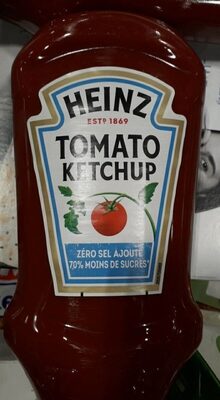 HEINZ
ESTD 1869
TOMATO
KETCHUP
ZÉRO SEL AJOUTÉ
70% MOINS DE SUCRES*